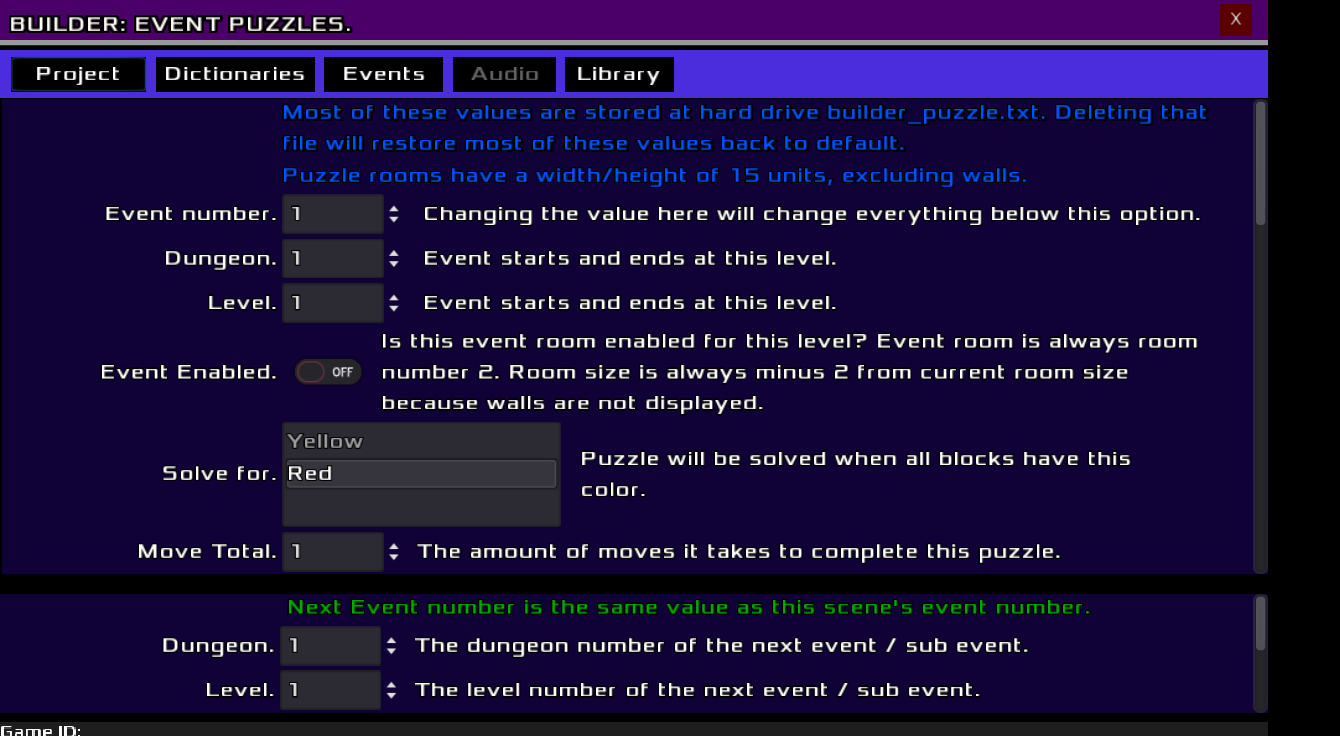 BUILDER: EVENT PUZZLES.
X
Project Dictionaries Events Audio Library
Most of these values are stored at hard drive builder_puzzle.txt. Deleting that
file will restore most of these values back to default.
Puzzle rooms have a width/height of 15 units, excluding walls.
Event number. 1 Changing the value here will change everything below this option.
Dungeon. 1 Event starts and ends at this level.
Level. 1 Event starts and ends at this level.
Is this event room enabled for this level? Event room is always room
Event Enabled. OFF number 2. Room size is always minus 2 from current room size
because walls are not displayed.
Yellow
Solve for. Red
Puzzle will be solved when all blocks have this
color.
Move Total. 1 The amount of moves it takes to complete this puzzle.
Next Event number is the same value as this scene's event number.
Dungeon. 1 The dungeon number of the next event / sub event.
Level. 1 The level number of the next event / sub event.
Game ID: